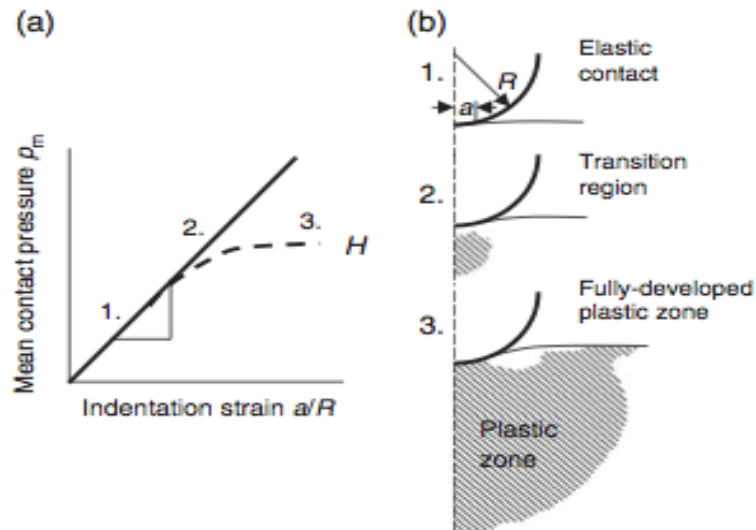 (a)
Mean contact pressure pm
1.
2.
3.
H
Indentation strain a/R
(b)
1.
R
a
Elastic
contact
2.
Transition
region
3.
Fully-developed
plastic zone
Plastic
zone